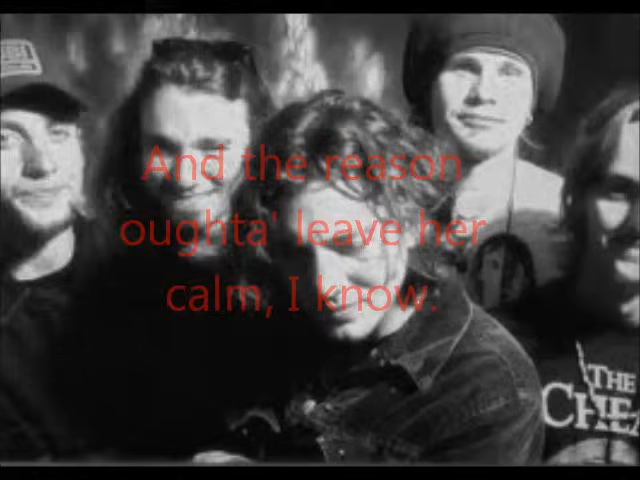 And the reason
oughta' leave her
calm, I know.
THE